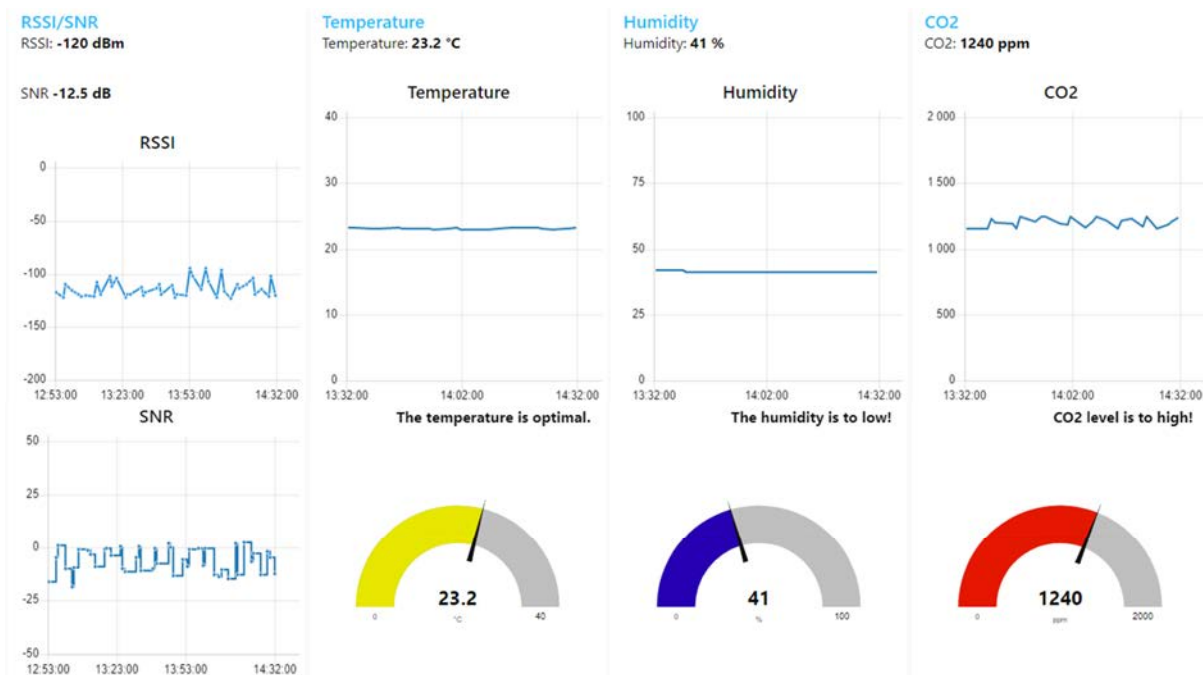 RSSI/SNR
RSSI: -120 dBm
SNR -12.5 dB
RSSI
0
-50
-100
-150
-200
12:53:00 13:23:00 13:53:00 14:32:00
SNR
50
25
0
-25
-50
12:53:00 13:23:00 13:53:00 14:32:00
Temperature
Temperature: 23.2 °C
Temperature
40
30
20
10
0
13:32:00 14:02:00 14:32:00
The temperature is optimal.
23.2
°C
0 40
Humidity
Humidity: 41 %
Humidity
100
75
50
25
0
13:32:00 14:02:00 14:32:00
The humidity is to low!
41
%
0 100
CO2
CO2: 1240 ppm
CO2
2 000
1 500
1 000
500
0
13:32:00 14:02:00 14:32:00
CO2 level is to high!
1240
ppm
0 2000